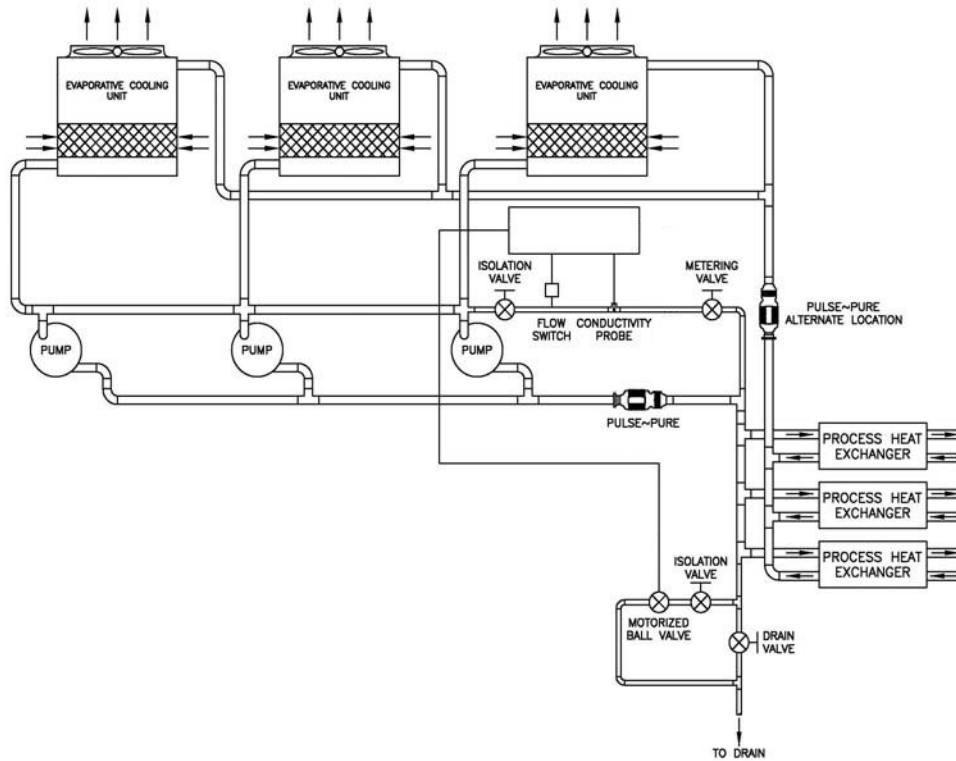 EVAPORATIVE COOLING
UNIT
EVAPORATIVE COOLING
UNIT
EVAPORATIVE COOLING
UNIT
ISOLATION
VALVE
METERING
VALVE
PULSE~PURE
ALTERNATE LOCATION
FLOW
SWITCH
CONDUCTIVITY
PROBE
PUMP
PUMP
PUMP
PULSE~PURE
PROCESS HEAT
EXCHANGER
PROCESS HEAT
EXCHANGER
PROCESS HEAT
EXCHANGER
ISOLATION
VALVE
MOTORIZED
BALL VALVE
DRAIN
VALVE
TO DRAIN